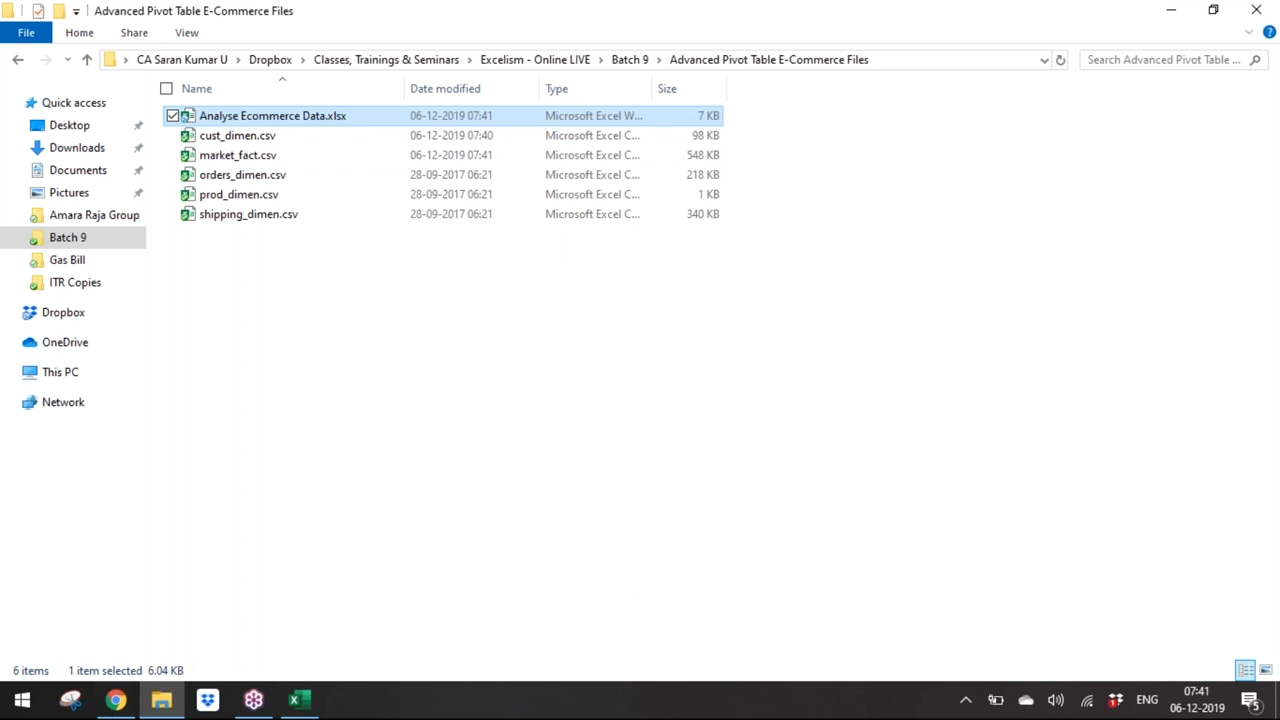 Advanced Pivot Table E-Commerce Files
File Home Share View
CA Saran Kumar U Dropbox Classes, Trainings & Seminars Excelism - Online LIVE Batch 9 Advanced Pivot Table E-Commerce Files Search Advanced Pivot Table ...
Name Date modified Type Size
Quick access
Desktop
Downloads
Documents
Pictures
Amara Raja Group
Batch 9
Gas Bill
ITR Copies
Dropbox
OneDrive
This PC
Network
Analyse Ecommerce Data.xlsx 06-12-2019 07:41 Microsoft Excel W... 7 KB
cust_dimen.csv 06-12-2019 07:40 Microsoft Excel C... 98 KB
market_fact.csv 06-12-2019 07:41 Microsoft Excel C... 548 KB
orders_dimen.csv 28-09-2017 06:21 Microsoft Excel C... 218 KB
prod_dimen.csv 28-09-2017 06:21 Microsoft Excel C... 1 KB
shipping_dimen.csv 28-09-2017 06:21 Microsoft Excel C... 340 KB
6 items 1 item selected 6.04 KB
ENG
07:41
06-12-2019
5